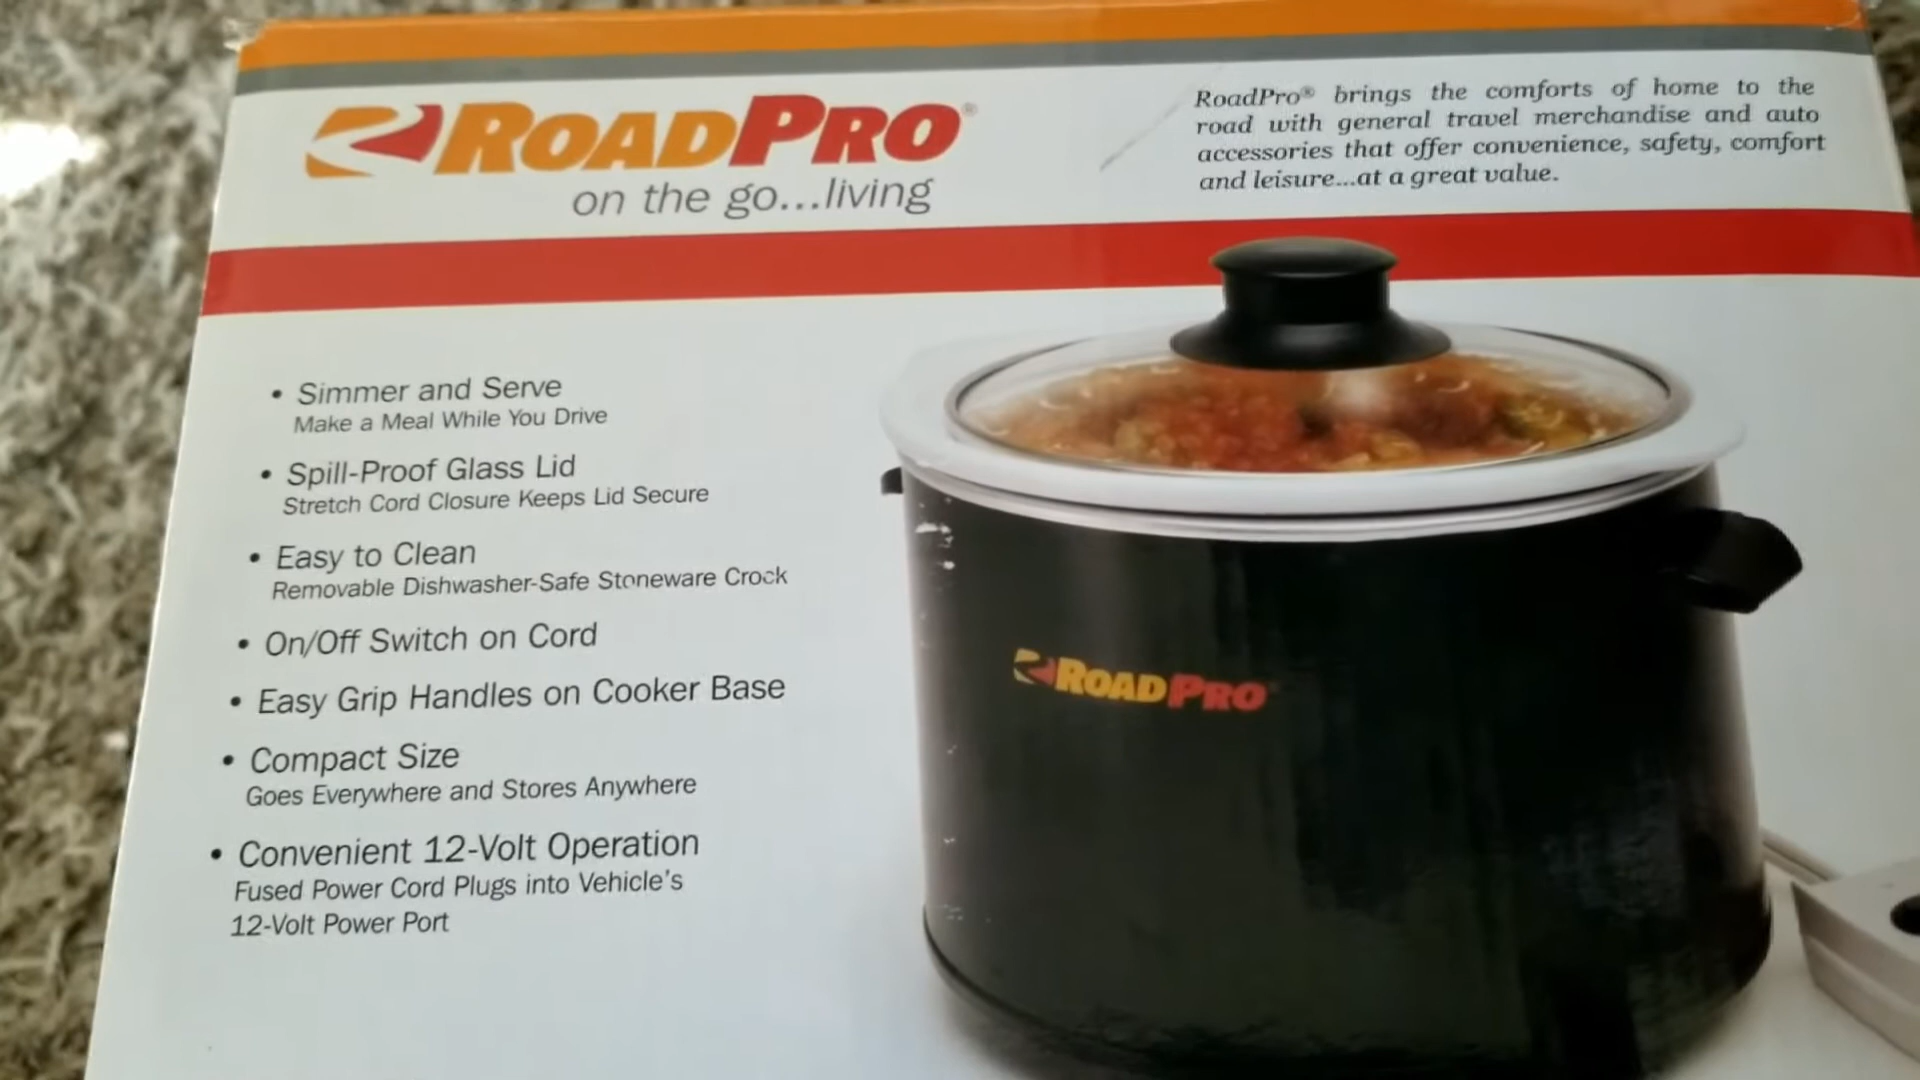 ROADPRO®
on the go...living
RoadPro® brings the comforts of home to the
road with general travel merchandise and auto
accessories that offer convenience, safety, comfort
and leisure...at a great value.
• Simmer and Serve
Make a Meal While You Drive
• Spill-Proof Glass Lid
Stretch Cord Closure Keeps Lid Secure
• Easy to Clean
Removable Dishwasher-Safe Stoneware Crock
• On/Off Switch on Cord
• Easy Grip Handles on Cooker Base
• Compact Size
Goes Everywhere and Stores Anywhere
• Convenient 12-Volt Operation
Fused Power Cord Plugs into Vehicle's
12-Volt Power Port
ROADPRO